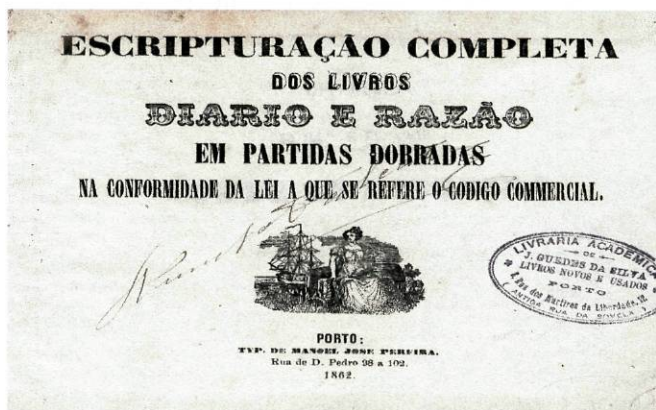 ESCRIPTURAÇÃO COMPLETA
DOS LIVROS
DIARIO E RAZÃO
EM PARTIDAS DOBRADAS
NA CONFORMIDADE DA LEI A QUE SE REFERE O CODIGO COMMERCIAL.
LIVRARIA ACADEMICA
DE
J. GUEDES DA SILVA
LIVROS NOVOS E USADOS
PORTO
R. dos Martires da Liberdade, 12
ANTIGA RUA DA SOVELA
PORTO:
TYP. DE MANOEL JOSE PEREIRA,
Rua de D. Pedro 98 a 102.
1862.